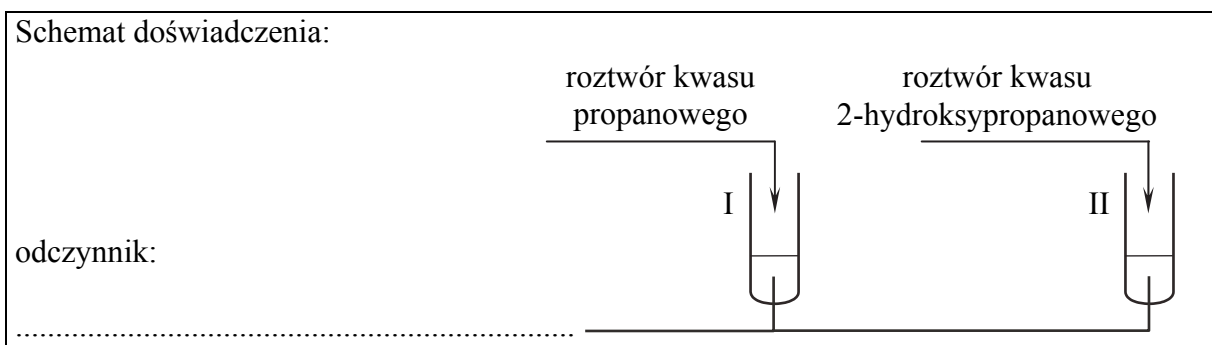 Schemat doświadczenia:
roztwór kwasu
propanowego
roztwór kwasu
2-hydroksypropanowego
I
II
odczynnik:
................................................................